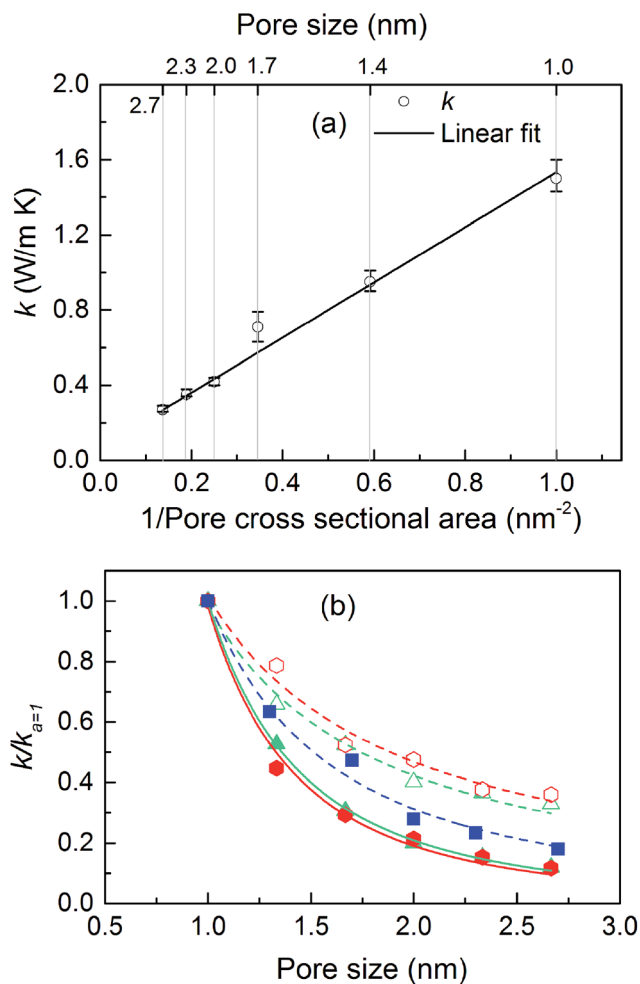 Pore size (nm)
2.7 2.3 2.0 1.7 1.4 1.0
2.0
(a)
k
Linear fit
1.6
1.2
0.8
0.4
0.0
k (W/m K)
0.0 0.2 0.4 0.6 0.8 1.0
1/Pore cross sectional area (nm⁻²)
(b)
1.0
0.8
0.6
0.4
0.2
0.0
k/kₐ₌₁
0.5 1.0 1.5 2.0 2.5 3.0
Pore size (nm)